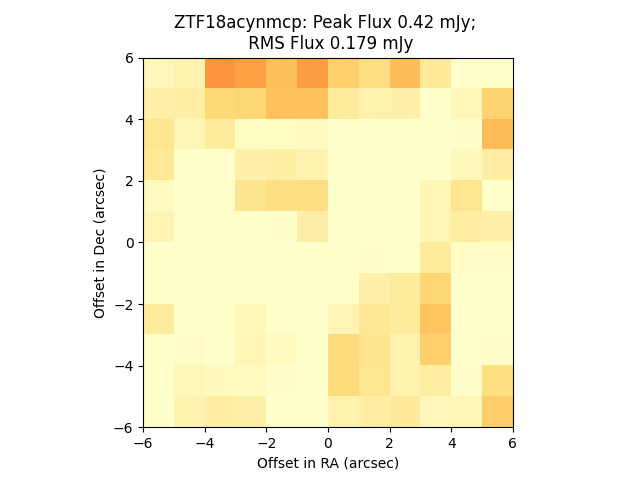 ZTF18acynmcp: Peak Flux 0.42 mJy;
RMS Flux 0.179 mJy
6
4
2
0
−2
−4
−6
Offset in Dec (arcsec)
−6 −4 −2 0 2 4 6
Offset in RA (arcsec)